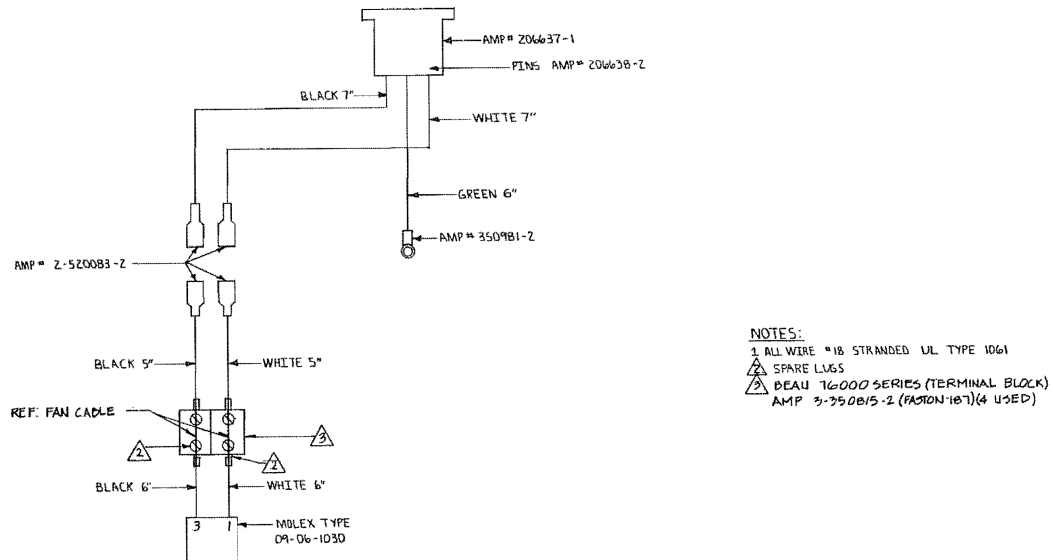 AMP# 206637-1
PINS AMP# 206638-2
BLACK 7"
WHITE 7"
GREEN 6"
AMP# 350981-2
AMP# 2-520083-2
BLACK 5"
WHITE 5"
REF: FAN CABLE
2
3
2
BLACK 6"
WHITE 6"
3 1
MOLEX TYPE
09-06-1030
NOTES:
1 ALL WIRE #18 STRANDED UL TYPE 1061
2 SPARE LUGS
3 BEAU 76000 SERIES (TERMINAL BLOCK)
AMP 3-350815-2 (FASTON 187)(4 USED)